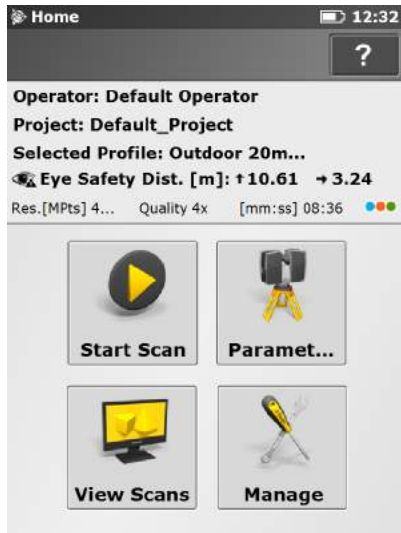 Home 12:32
?
Operator: Default Operator
Project: Default_Project
Selected Profile: Outdoor 20m...
Eye Safety Dist. [m]: ↑10.61 →3.24
Res.[MPts] 4... Quality 4x [mm:ss] 08:36
Start Scan Paramet...
View Scans Manage